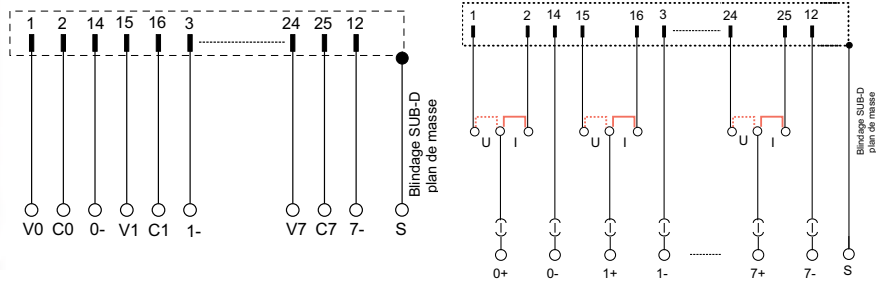 1 2 14 15 16 3 24 25 12
V0 C0 0- V1 C1 1- V7 C7 7- S
Blindage SUB-D
plan de masse
1 2 14 15 16 3 24 25 12
U I U I U I
0+ 0- 1+ 1- 7+ 7- S
Blindage SUB-D
plan de masse